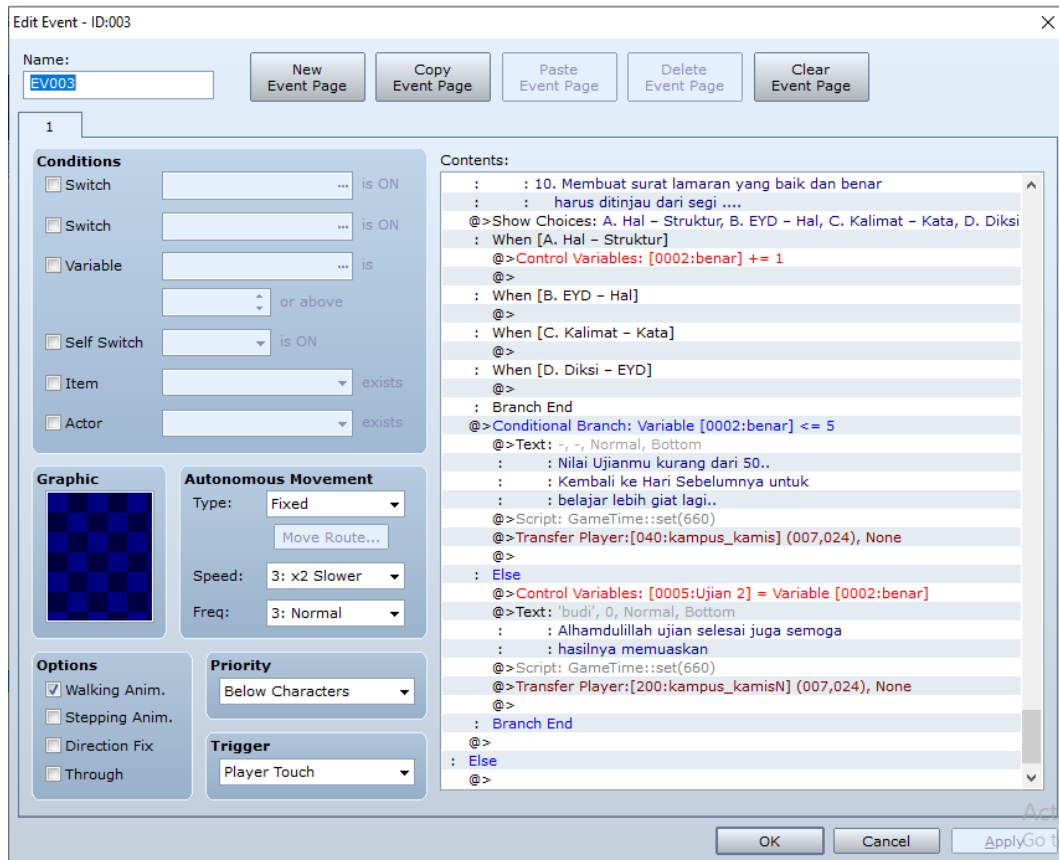 Edit Event - ID:003
Name:
EV003
New Event Page
Copy Event Page
Paste Event Page
Delete Event Page
Clear Event Page
1
Conditions
Switch ... is ON
Switch ... is ON
Variable ... is
or above
Self Switch is ON
Item exists
Actor exists
Graphic
Autonomous Movement
Type: Fixed
Move Route...
Speed: 3: x2 Slower
Freq: 3: Normal
Options
Walking Anim.
Stepping Anim.
Direction Fix
Through
Priority
Below Characters
Trigger
Player Touch
Contents:
: : 10. Membuat surat lamaran yang baik dan benar
: : harus ditinjau dari segi ....
@>Show Choices: A. Hal – Struktur, B. EYD – Hal, C. Kalimat – Kata, D. Diksi
: When [A. Hal – Struktur]
@>Control Variables: [0002:benar] += 1
@>
: When [B. EYD – Hal]
@>
: When [C. Kalimat – Kata]
@>
: When [D. Diksi – EYD]
@>
: Branch End
@>Conditional Branch: Variable [0002:benar] <= 5
@>Text: -, -, Normal, Bottom
: : Nilai Ujianmu kurang dari 50..
: : Kembali ke Hari Sebelumnya untuk
: : belajar lebih giat lagi..
@>Script: GameTime::set(660)
@>Transfer Player:[040:kampus_kamis] (007,024), None
@>
: Else
@>Control Variables: [0005:Ujian 2] = Variable [0002:benar]
@>Text: 'budi', 0, Normal, Bottom
: : Alhamdulillah ujian selesai juga semoga
: : hasilnya memuaskan
@>Script: GameTime::set(660)
@>Transfer Player:[200:kampus_kamisN] (007,024), None
@>
: Branch End
@>
: Else
@>
OK
Cancel
Apply
Act
Go t